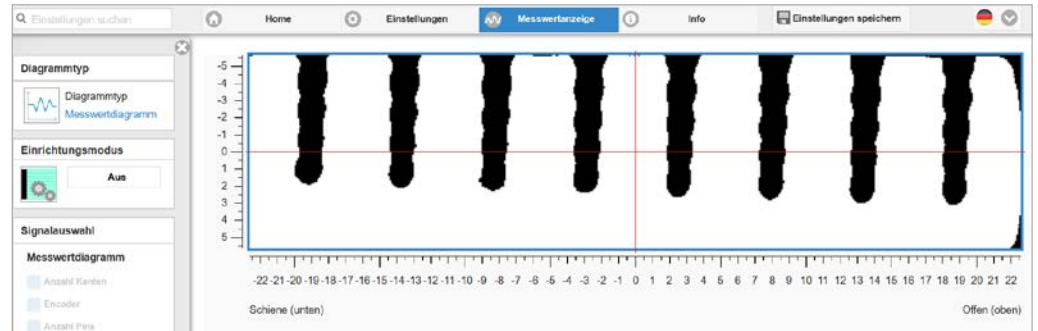 Einstellungen suchen
Home
Einstellungen
Messwertanzeige
Info
Einstellungen speichern
Diagrammtyp
Diagrammtyp
Messwertdiagramm
Einrichtungsmodus
Aus
Signalauswahl
Messwertdiagramm
Anzahl Kanten
Encoder
Anzahl Pins
-5
-4
-3
-2
-1
0
1
2
3
4
5
-22 -21 -20 -19 -18 -17 -16 -15 -14 -13 -12 -11 -10 -9 -8 -7 -6 -5 -4 -3 -2 -1 0 1 2 3 4 5 6 7 8 9 10 11 12 13 14 15 16 17 18 19 20 21 22
Schiene (unten)
Offen (oben)